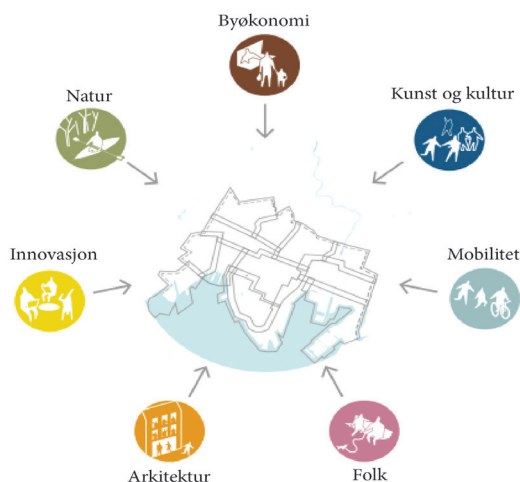 Byøkonomi
Kunst og kultur
Natur
Innovasjon
Mobilitet
Arkitektur
Folk